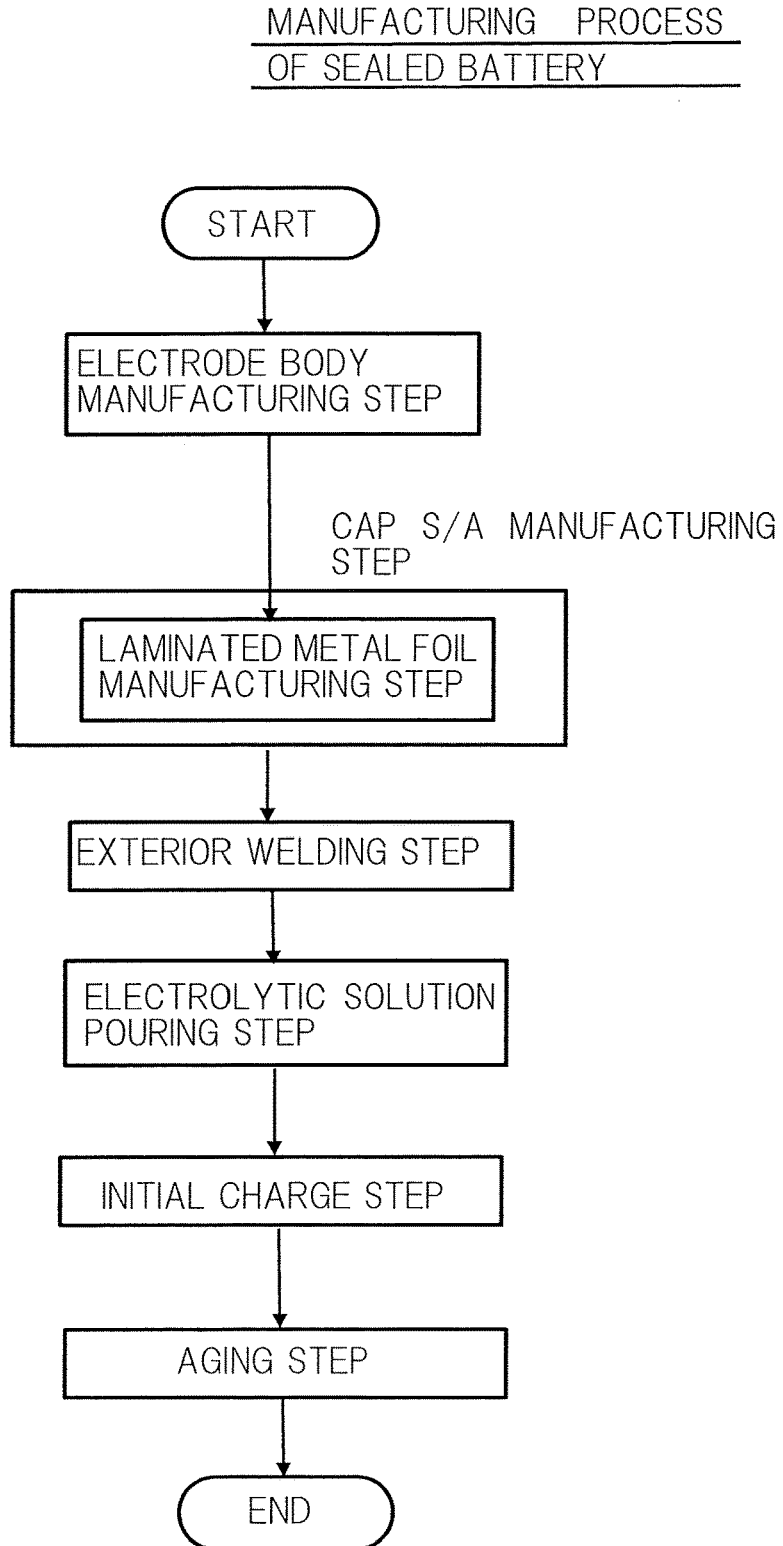 MANUFACTURING PROCESS
OF SEALED BATTERY
START
ELECTRODE BODY
MANUFACTURING STEP
CAP S/A MANUFACTURING
STEP
LAMINATED METAL FOIL
MANUFACTURING STEP
EXTERIOR WELDING STEP
ELECTROLYTIC SOLUTION
POURING STEP
INITIAL CHARGE STEP
AGING STEP
END